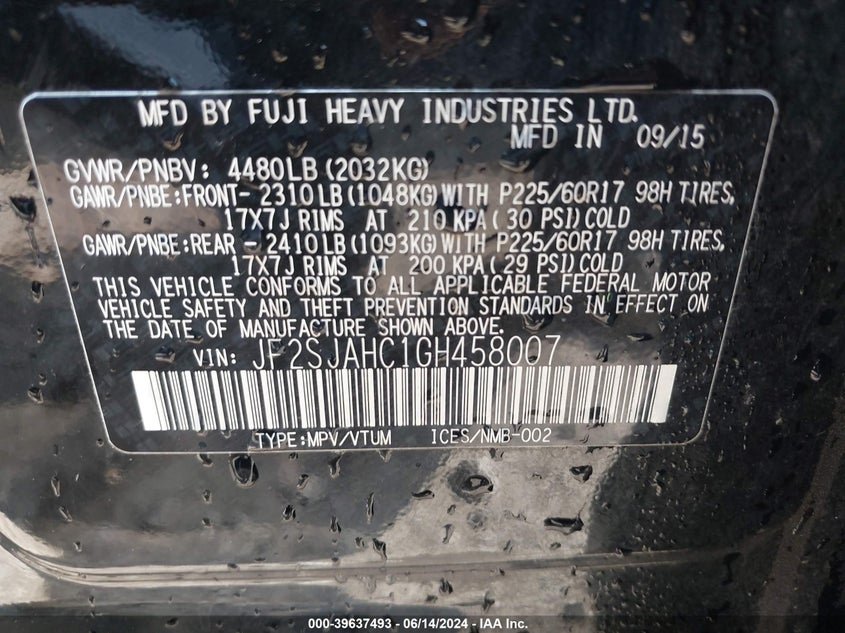 MFD BY FUJI HEAVY INDUSTRIES LTD.
MFD IN 09/15
GVWR/PNBV: 4480LB (2032KG)
GAWR/PNBE:FRONT- 2310LB (1048KG) WITH P225/60R17 98H TIRES,
17X7J RIMS AT 210 KPA (30 PSI) COLD
GAWR/PNBE:REAR - 2410LB (1093KG) WITH P225/60R17 98H TIRES,
17X7J RIMS AT 200 KPA (29 PSI) COLD
THIS VEHICLE CONFORMS TO ALL APPLICABLE FEDERAL MOTOR
VEHICLE SAFETY AND THEFT PREVENTION STANDARDS IN EFFECT ON
THE DATE OF MANUFACTURE SHOWN ABOVE.
VIN: JF2SJAHC1GH458007
TYPE:MPV/VTUM ICES/NMB-002
000-39637493 - 06/14/2024 - IAA Inc.